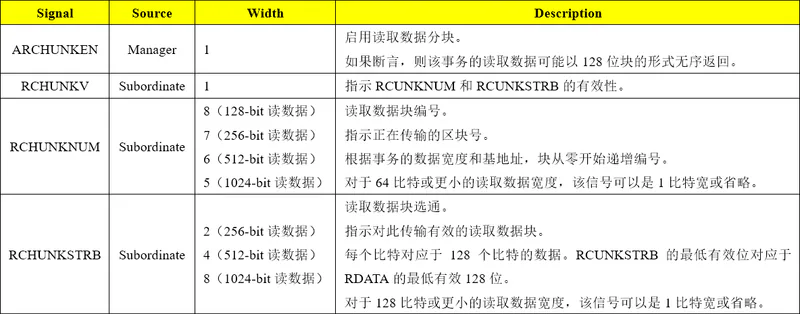 Signal Source Width Description
ARCHUNKEN Manager 1 启用读取数据分块。
如果断言，则该事务的读取数据可能以 128 位块的形式无序返回。
RCHUNKV Subordinate 1 指示 RCUNKNUM 和 RCUNKSTRB 的有效性。
RCHUNKNUM Subordinate 8（128-bit 读数据） 读取数据块编号。
7（256-bit 读数据） 指示正在传输的区块号。
6（512-bit 读数据） 根据事务的数据宽度和基地址，块从零开始递增编号。
5（1024-bit 读数据） 对于 64 比特或更小的读取数据宽度，该信号可以是 1 比特宽或省略。
RCHUNKSTRB Subordinate 读取数据块选通。
2（256-bit 读数据） 指示对此传输有效的读取数据块。
4（512-bit 读数据） 每个比特对应于 128 个比特的数据。RCUNKSTRB 的最低有效位对应于
8（1024-bit 读数据） RDATA 的最低有效 128 位。
对于 128 比特或更小的读取数据宽度，该信号可以是 1 比特宽或省略。